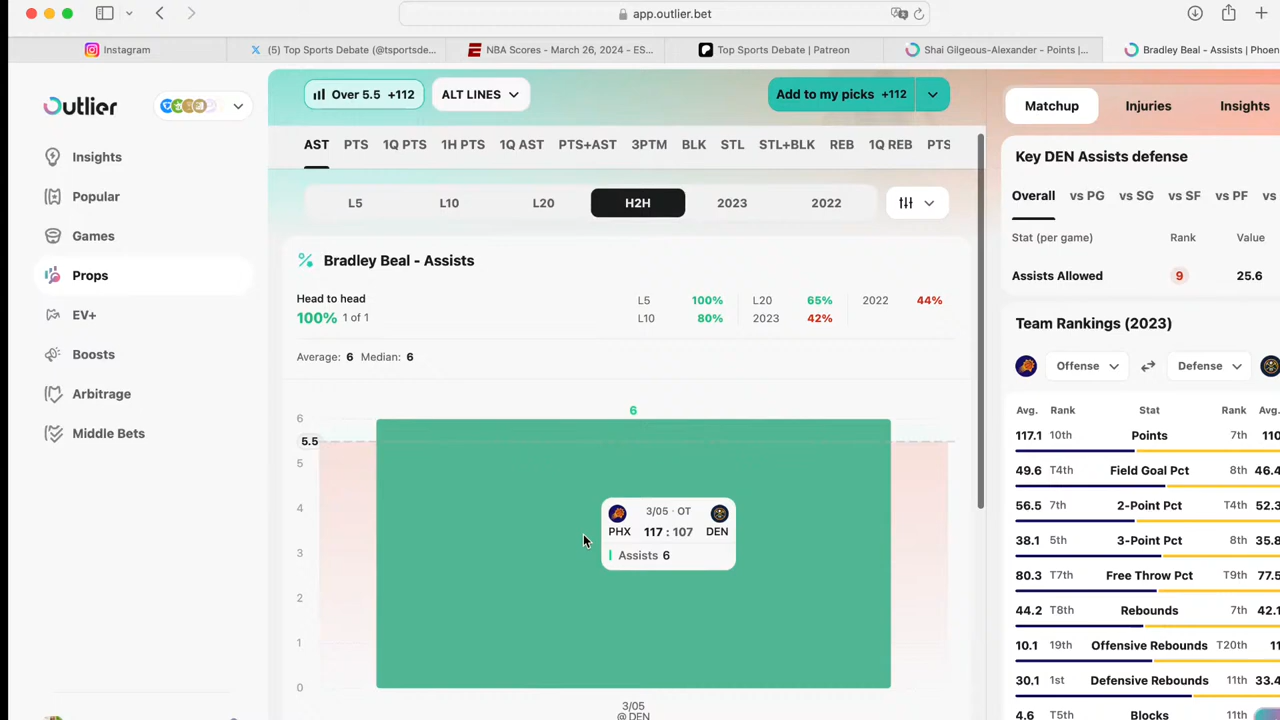 app.outlier.bet
Instagram
(5) Top Sports Debate (@tsportsde...
NBA Scores - March 26, 2024 – ES...
Top Sports Debate | Patreon
Shai Gilgeous-Alexander - Points |...
Bradley Beal - Assists | Phoen
Outlier
Insights
Popular
Games
Props
EV+
Boosts
Arbitrage
Middle Bets
Over 5.5 +112
ALT LINES
Add to my picks +112
AST PTS 1Q PTS 1H PTS 1Q AST PTS+AST 3PTM BLK STL STL+BLK REB 1Q REB PTS
L5 L10 L20 H2H 2023 2022
Bradley Beal - Assists
Head to head
100% 1 of 1
L5 100% L20 65% 2022 44%
L10 80% 2023 42%
Average: 6 Median: 6
6
6
5.5
5
4
3
2
1
0
3/05 · OT
PHX 117 : 107 DEN
Assists 6
3/05
@ DEN
Matchup Injuries Insights
Key DEN Assists defense
Overall vs PG vs SG vs SF vs PF vs
Stat (per game) Rank Value
Assists Allowed 9 25.6
Team Rankings (2023)
Offense Defense
Avg. Rank Stat Rank Avg.
117.1 10th Points 7th 110
49.6 T4th Field Goal Pct 8th 46.4
56.5 7th 2-Point Pct T4th 52.3
38.1 5th 3-Point Pct 6th 35.8
80.3 T7th Free Throw Pct T9th 77.5
44.2 T8th Rebounds 7th 42.1
10.1 19th Offensive Rebounds T20th 11
30.1 1st Defensive Rebounds 11th 33.4
4.6 T5th Blocks 11th